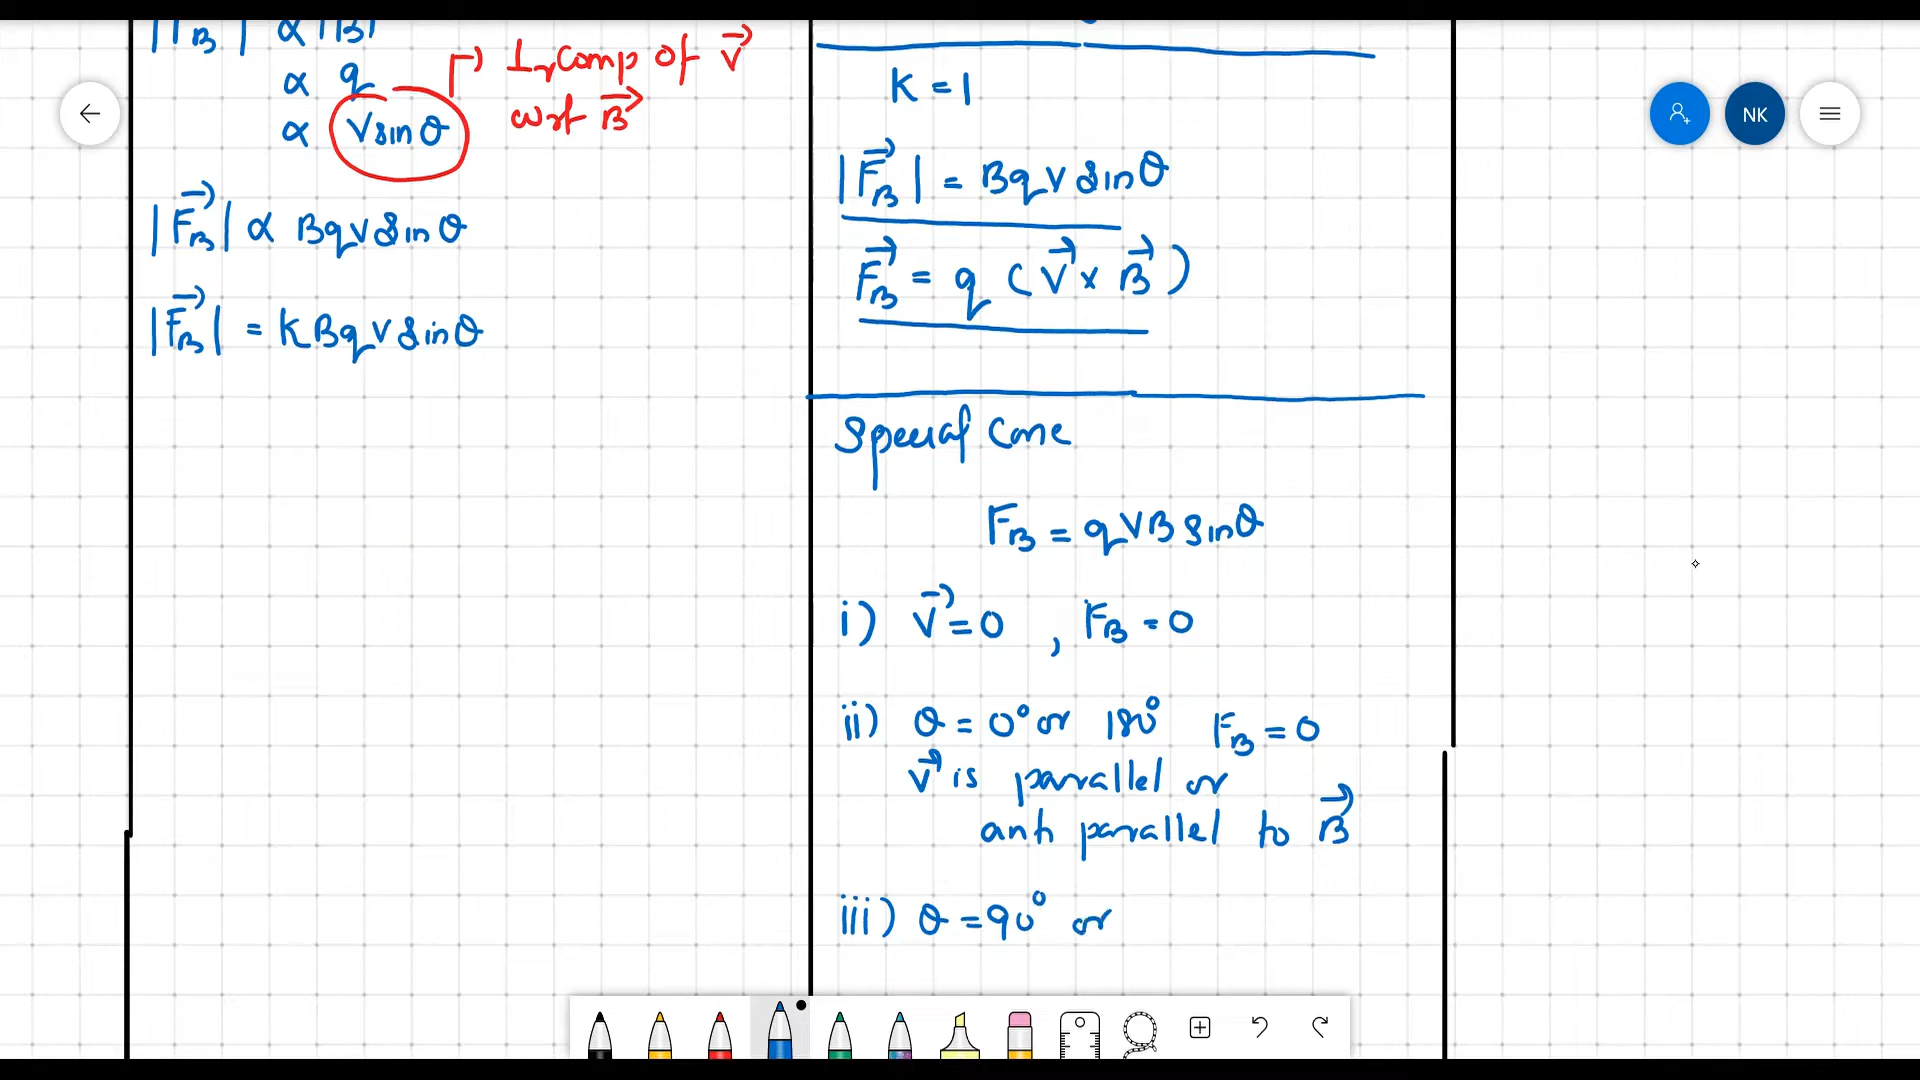 |F_B| ∝ |B|
∝ q
∝ V sin θ
⊥r comp of V⃗
wrt B⃗
|F⃗_B| ∝ BqV sin θ
|F⃗_B| = K BqV sin θ
K = 1
|F⃗_B| = BqV sin θ
F⃗_B = q (V⃗ × B⃗)
Special Case
F_B = qVB sin θ
i) V⃗ = 0 , F_B = 0
ii) θ = 0° or 180° F_B = 0
V⃗ is parallel or
anti parallel to B⃗
iii) θ = 90° or
NK